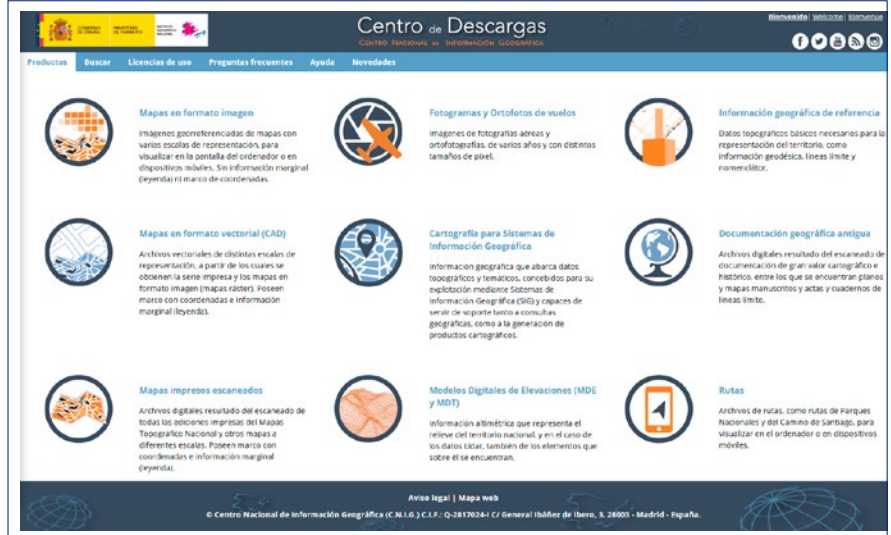 GOBIERNO DE ESPAÑA
MINISTERIO DE FOMENTO
Centro de Descargas
CENTRO NACIONAL DE INFORMACIÓN GEOGRÁFICA
Bienvenido | Welcome | Bienvenue
Productos Buscar Licencias de uso Preguntas frecuentes Ayuda Novedades
Mapas en formato imagen
Imágenes georreferenciadas de mapas con
varias escalas de representación, para
visualizar en la pantalla del ordenador o en
dispositivos móviles. Sin información marginal
(leyenda) ni marco de coordenadas.
Fotogramas y Ortofotos de vuelos
Imágenes de fotografías aéreas y
ortofotografías, de varios años y con distintos
tamaños de píxel.
Información geográfica de referencia
Datos topográficos básicos necesarios para la
representación del territorio, como
información geodésica, líneas límite y
nomenclátor.
Mapas en formato vectorial (CAD)
Archivos vectoriales de distintas escalas de
representación, a partir de los cuales se
obtienen la serie impresa y los mapas en
formato imagen (mapas raster). Poseen
marco con coordenadas e información
marginal (leyenda).
Cartografía para Sistemas de
Información Geográfica
Información geográfica que abarca datos
topográficos y temáticos, concebidos para su
explotación mediante Sistemas de
Información Geográfica (SIG) y capaces de
servir de soporte tanto a consultas
geográficas, como a la generación de
productos cartográficos.
Documentación geográfica antigua
Archivos digitales resultado del escaneado de
documentación de gran valor cartográfico e
histórico, entre los que se encuentran planos
y mapas manuscritos y actas y cuadernos de
líneas límite.
Mapas impresos escaneados
Archivos digitales resultado del escaneado de
todas las ediciones impresas del Mapas
Topográfico Nacional y otros mapas a
diferentes escalas. Poseen marco con
coordenadas e información marginal
(leyenda).
Modelos Digitales de Elevaciones (MDE
y MDT)
Información altimétrica que representa el
relieve del territorio nacional, y en el caso de
los datos Lidar, también de los elementos que
sobre él se encuentran.
Rutas
Archivos de rutas, como rutas de Parques
Nacionales y del Camino de Santiago, para
visualizar en el ordenador o en dispositivos
móviles.
Aviso legal | Mapa web
© Centro Nacional de Información Geográfica (C.N.I.G.) C.I.F.: Q-2817024-I C/ General Ibáñez de Ibero, 3. 28003 - Madrid - España.